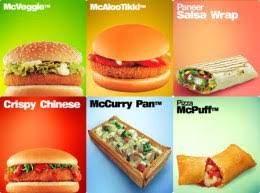 McVeggie™
McAlooTikki™
Paneer
Salsa Wrap
Crispy Chinese
McCurry Pan™
Pizza
McPuff™